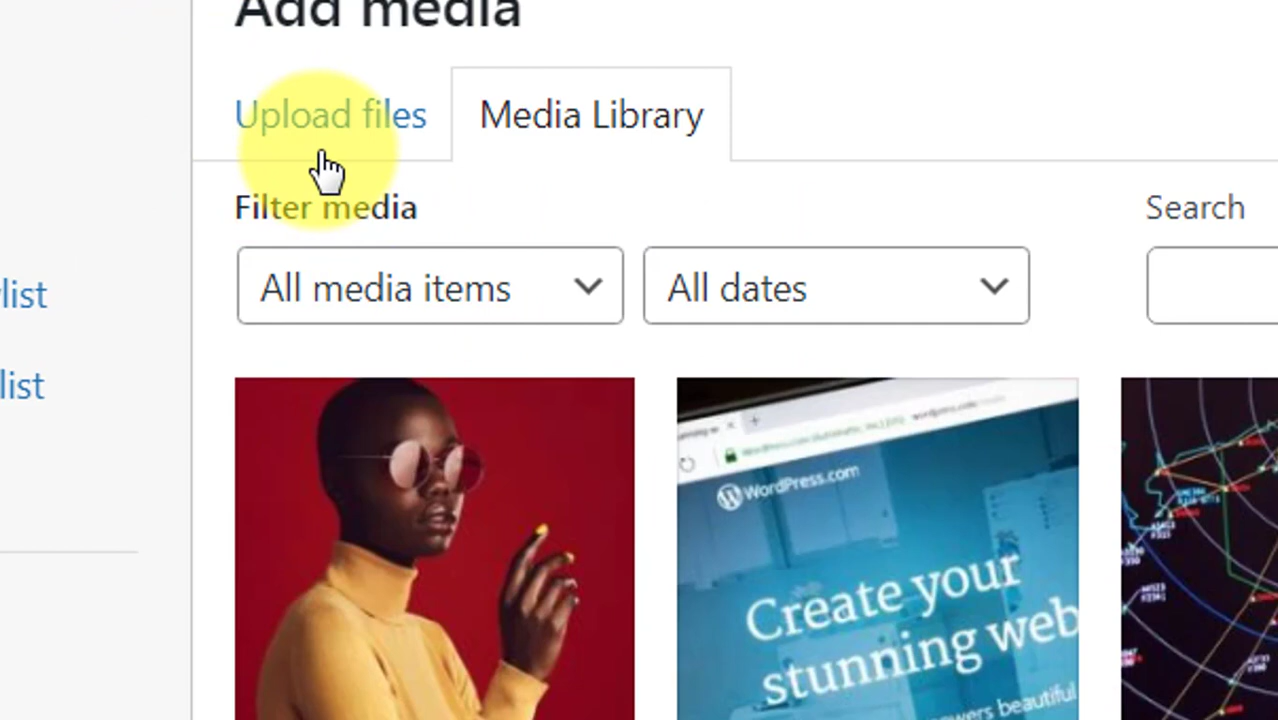 Add media
Upload files
Media Library
Filter media
Search
All media items
All dates
list
list
WordPress.com
Create your
stunning web
beautiful